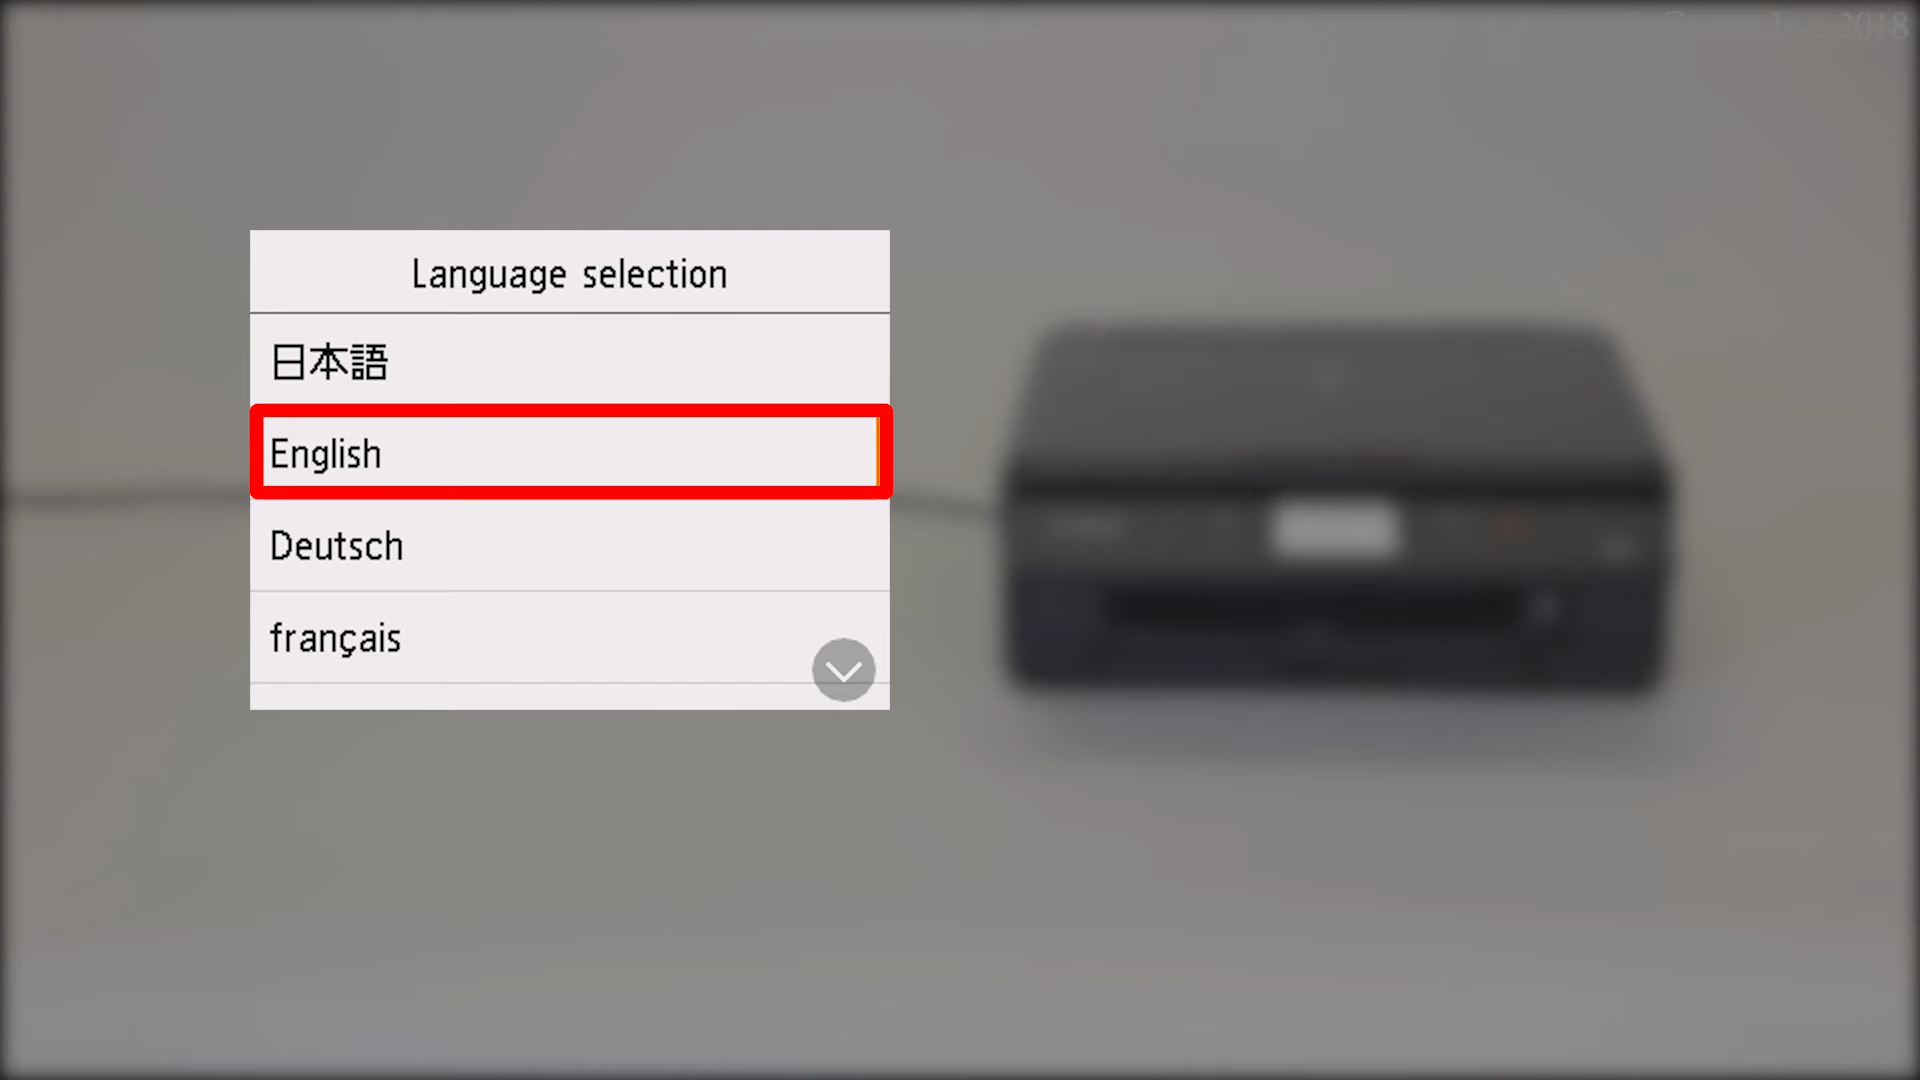 Language selection
日本語
English
Deutsch
français